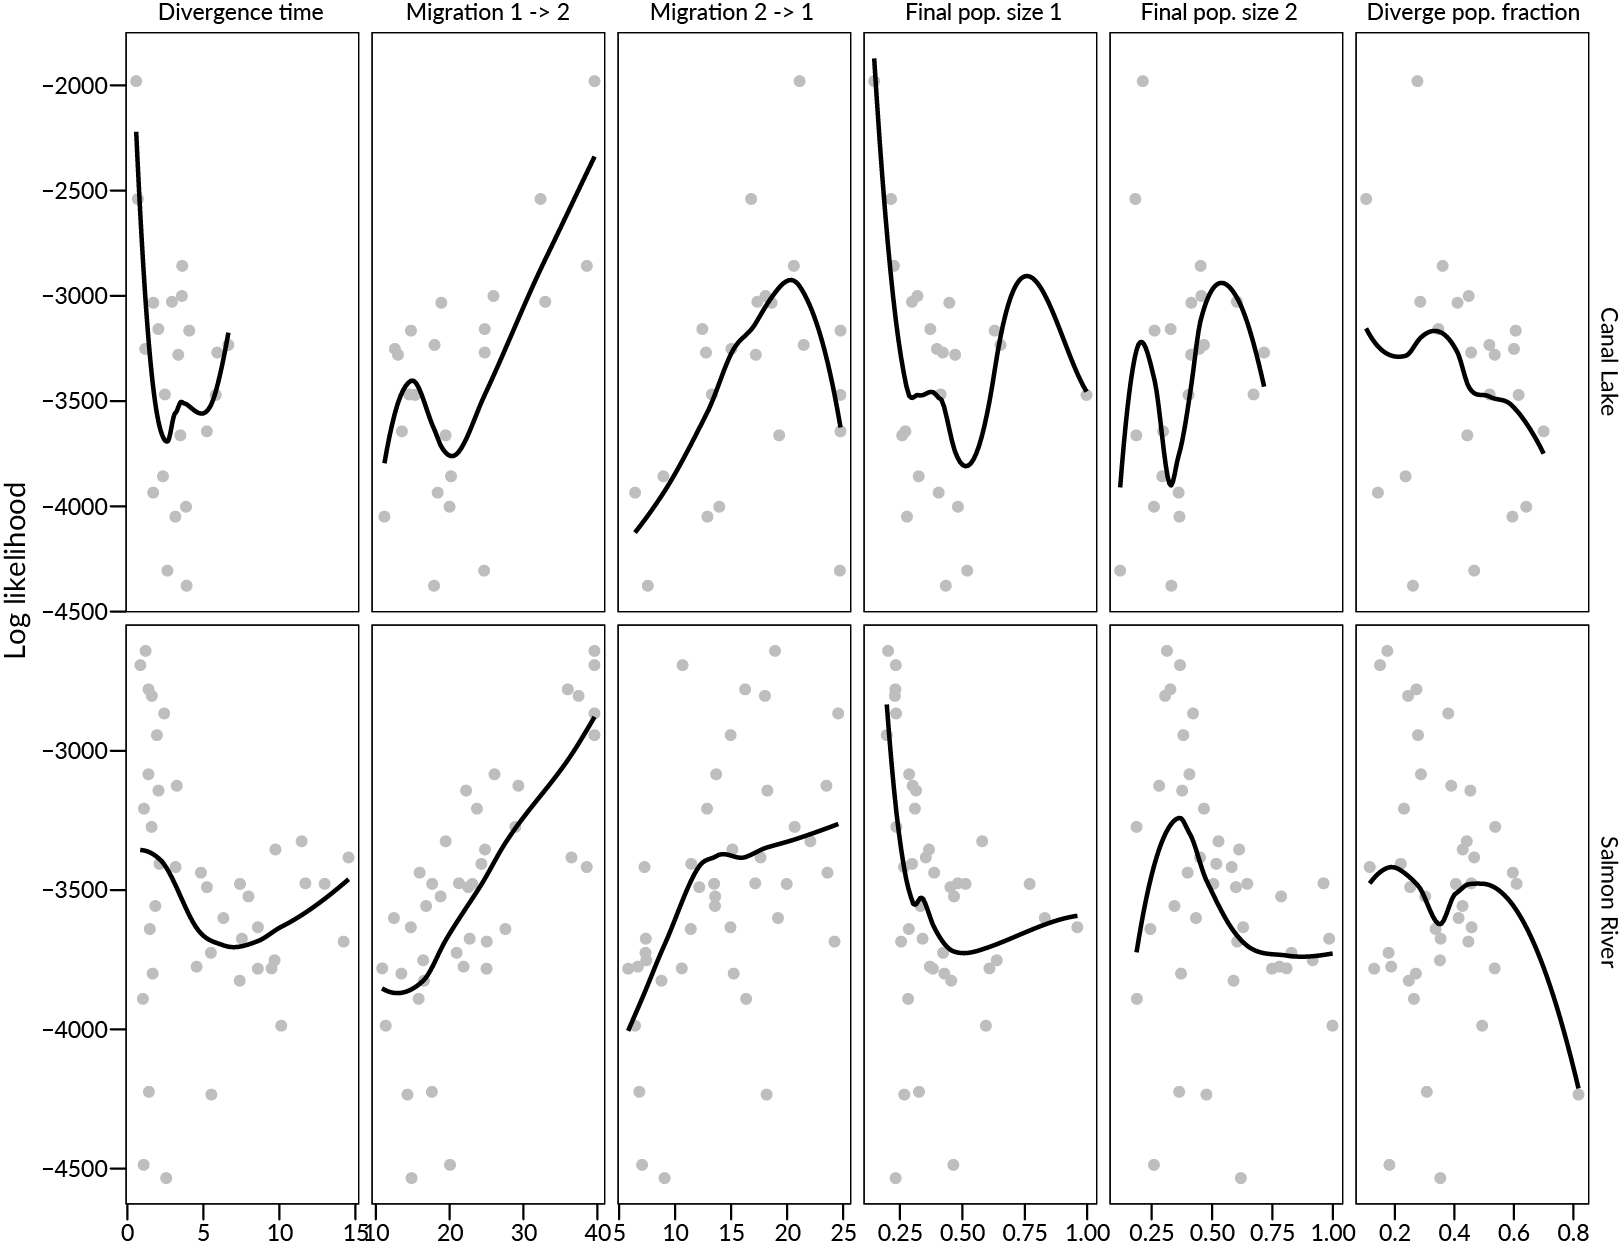 Divergence time Migration 1 -> 2 Migration 2 -> 1 Final pop. size 1 Final pop. size 2 Diverge pop. fraction
−2000
−2500
−3000
−3500
−4000
−4500
Canal Lake
Log likelihood
−3000
−3500
−4000
−4500
Salmon River
0 5 10 15 10 20 30 40 5 10 15 20 25 0.25 0.50 0.75 1.00 0.25 0.50 0.75 1.00 0.2 0.4 0.6 0.8